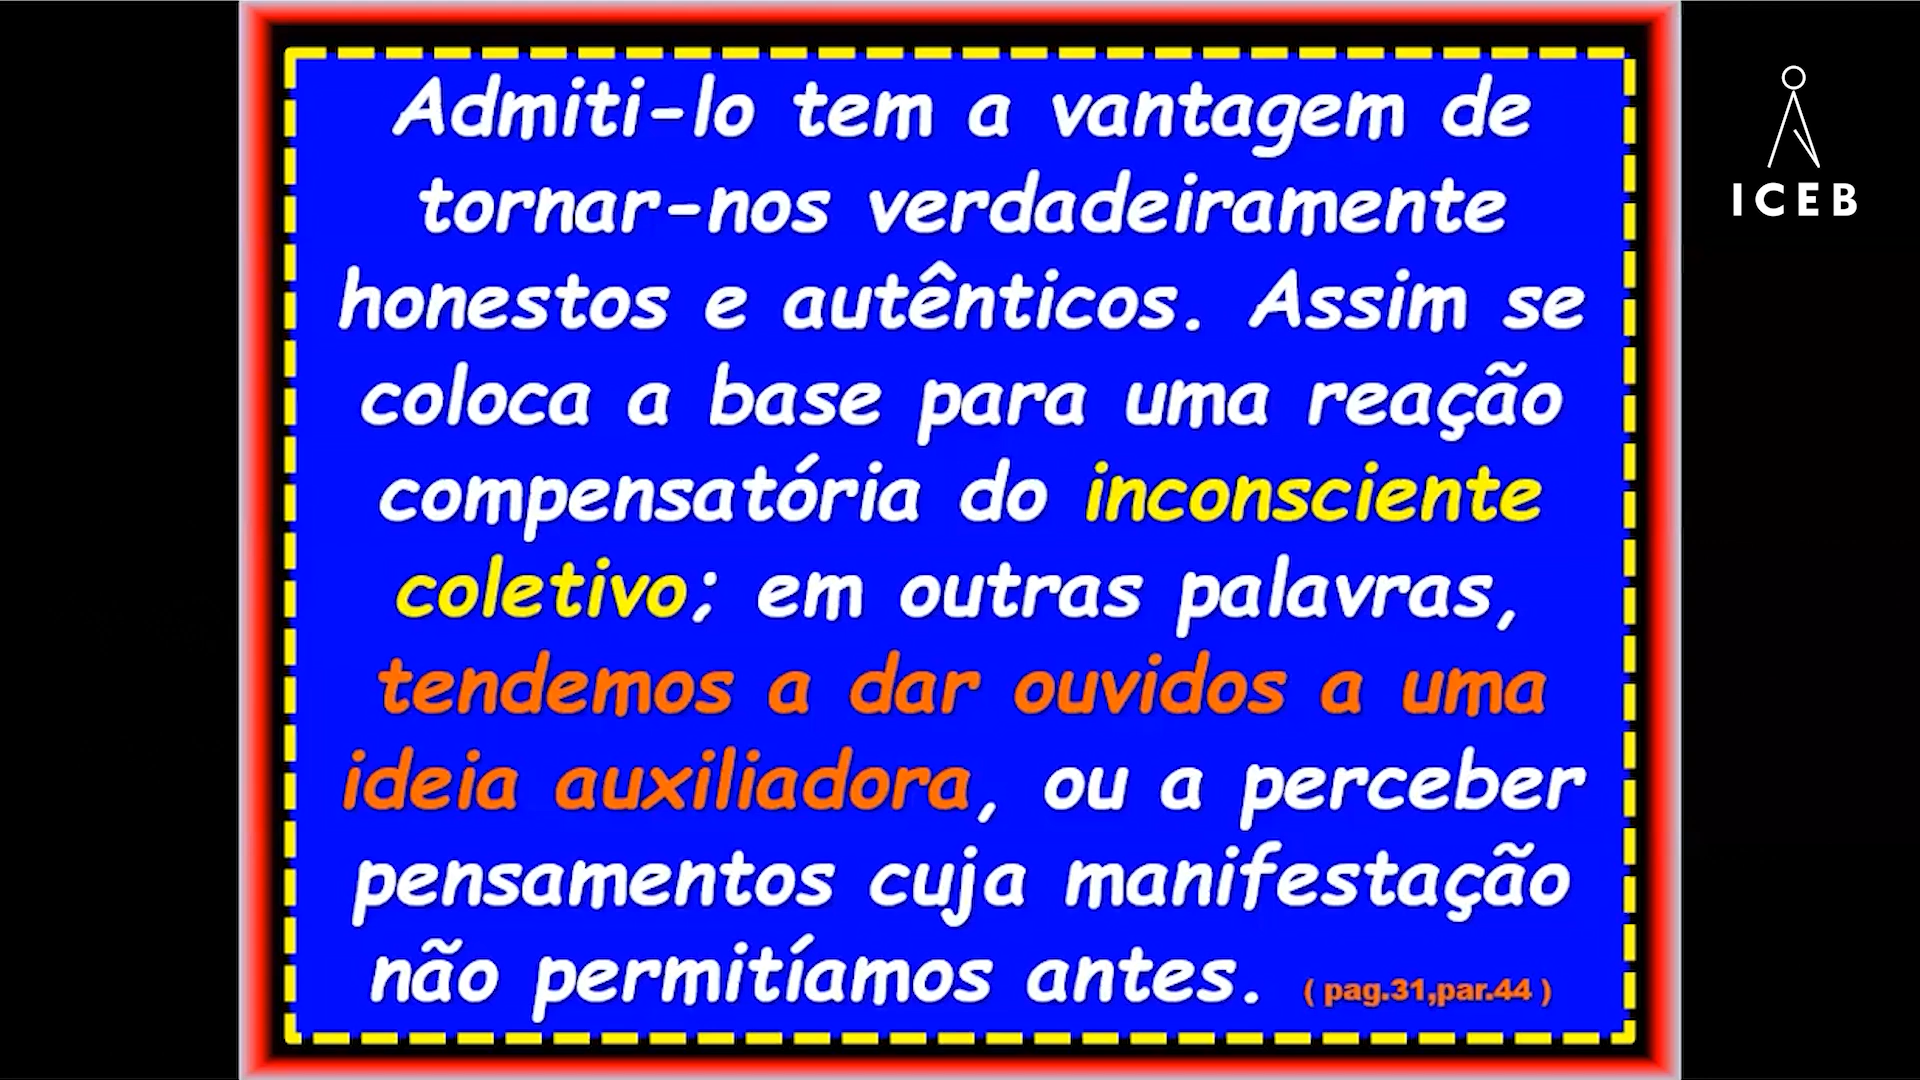 Admiti-lo tem a vantagem de
tornar-nos verdadeiramente
honestos e autênticos. Assim se
coloca a base para uma reação
compensatória do inconsciente
coletivo; em outras palavras,
tendemos a dar ouvidos a uma
ideia auxiliadora, ou a perceber
pensamentos cuja manifestação
não permitíamos antes. ( pag.31,par.44 )
ICEB